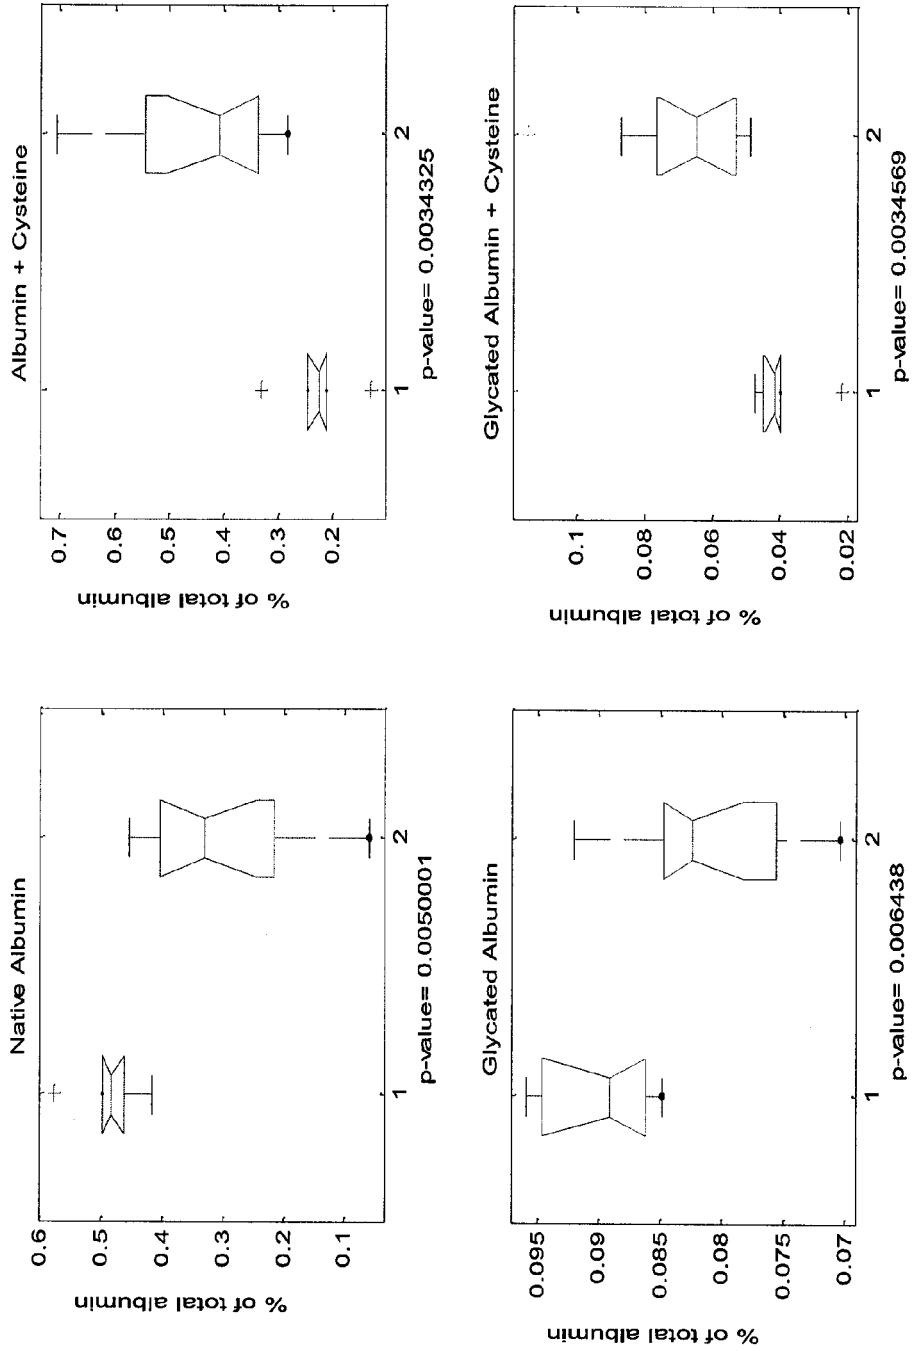 Native Albumin
% of total albumin
0.6
0.5
0.4
0.3
0.2
0.1
1
2
p-value= 0.0050001
Albumin + Cysteine
% of total albumin
0.7
0.6
0.5
0.4
0.3
0.2
1
2
p-value= 0.0034325
Glycated Albumin
% of total albumin
0.095
0.09
0.085
0.08
0.075
0.07
1
2
p-value= 0.006438
Glycated Albumin + Cysteine
% of total albumin
0.1
0.08
0.06
0.04
0.02
1
2
p-value= 0.0034569